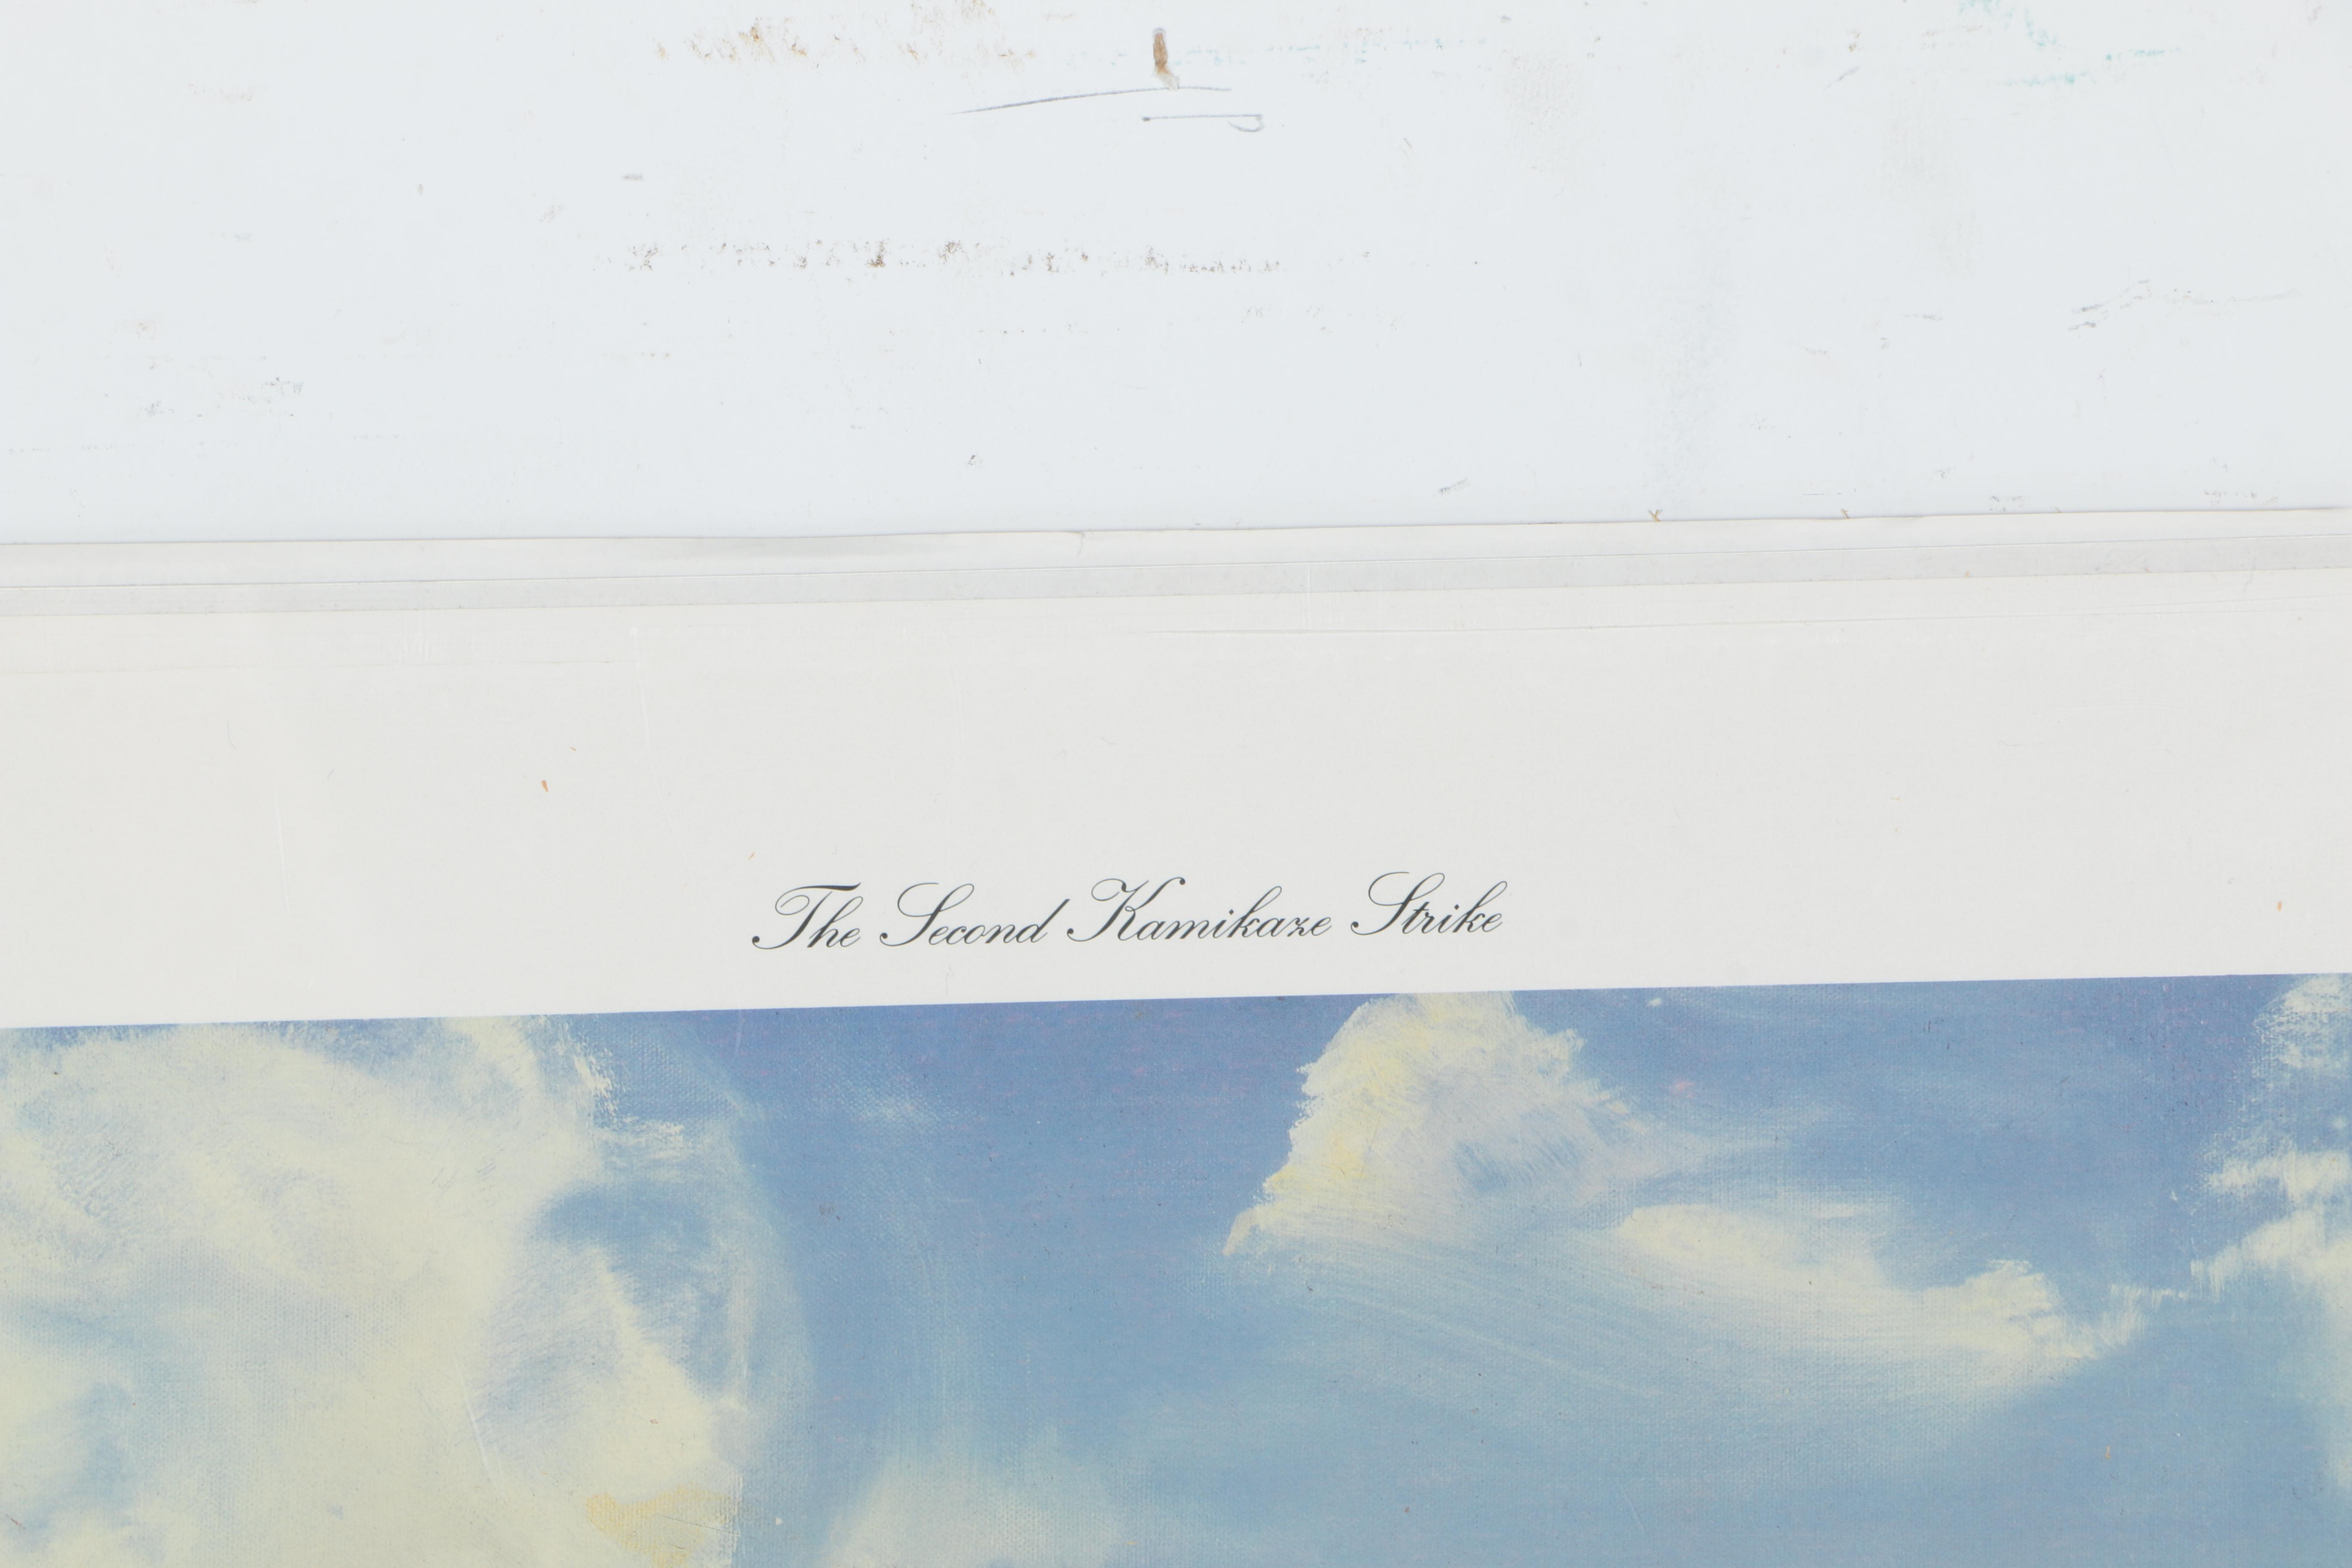 The Second Kamikaze Strike